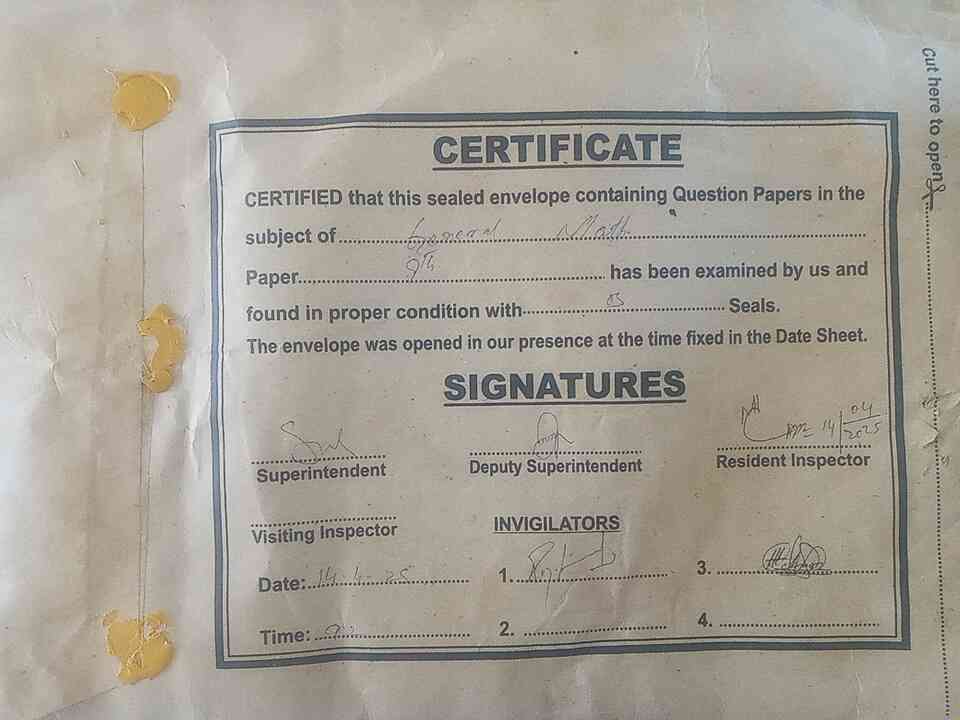 Cut here to open
CERTIFICATE
CERTIFIED that this sealed envelope containing Question Papers in the
subject of General Math
Paper 9th has been examined by us and
found in proper condition with 03 Seals.
The envelope was opened in our presence at the time fixed in the Date Sheet.
SIGNATURES
14/04/2025
Superintendent Deputy Superintendent Resident Inspector
Visiting Inspector INVIGILATORS
Date: 14.4.25 1. 3.
Time: 2. 4.